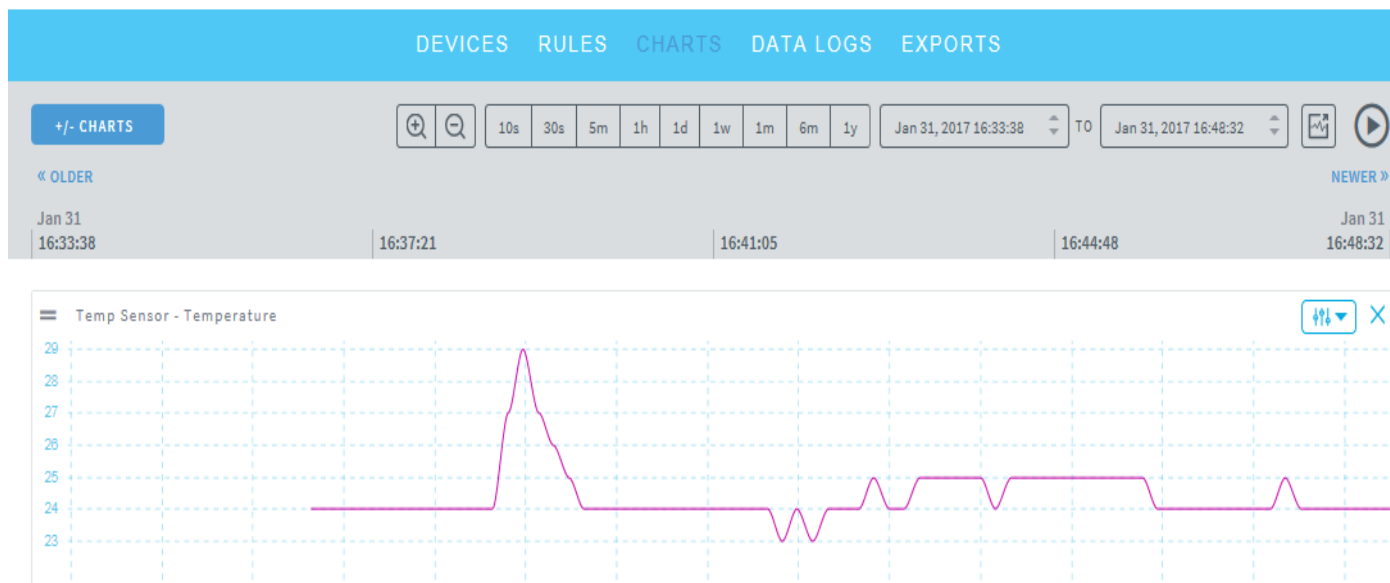 DEVICES RULES CHARTS DATA LOGS EXPORTS
+/- CHARTS 10s 30s 5m 1h 1d 1w 1m 6m 1y Jan 31, 2017 16:33:38 TO Jan 31, 2017 16:48:32
« OLDER NEWER »
Jan 31 Jan 31
16:33:38 16:37:21 16:41:05 16:44:48 16:48:32
Temp Sensor - Temperature
29
28
27
26
25
24
23